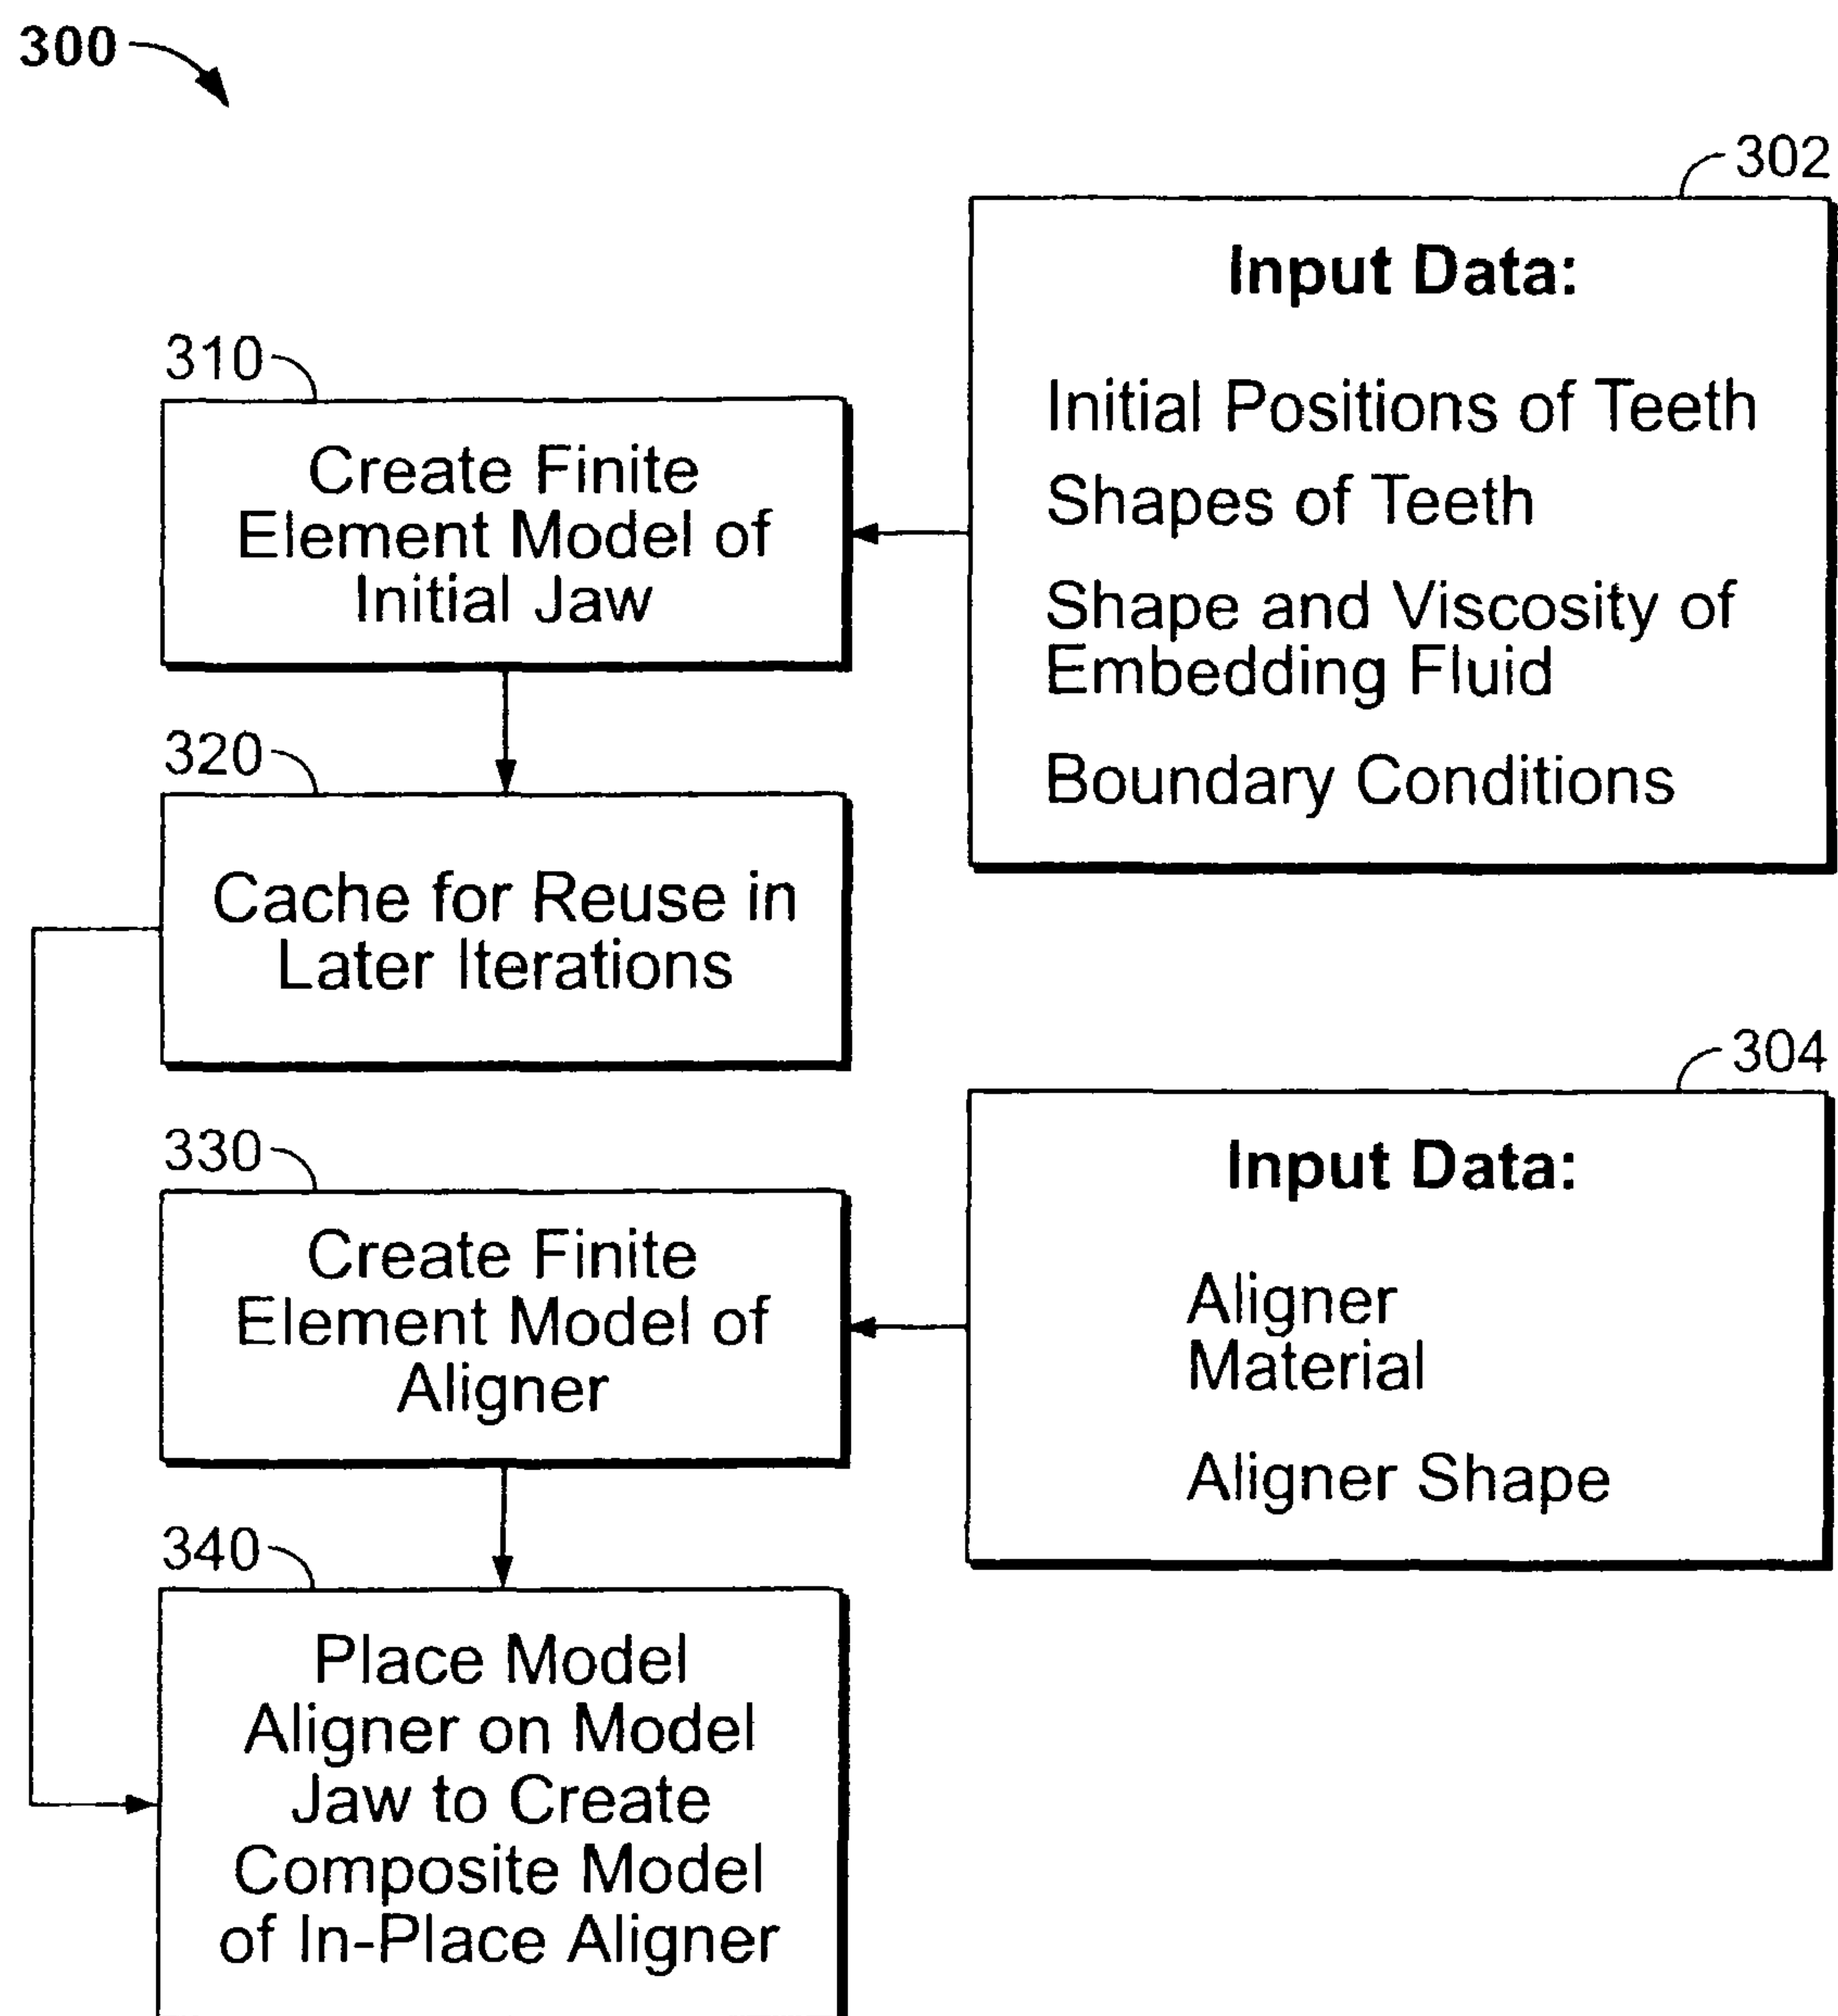 300
302
Input Data:
Initial Positions of Teeth
Shapes of Teeth
Shape and Viscosity of
Embedding Fluid
Boundary Conditions
310
Create Finite
Element Model of
Initial Jaw
320
Cache for Reuse in
Later Iterations
304
Input Data:
Aligner
Material
Aligner Shape
330
Create Finite
Element Model of
Aligner
340
Place Model
Aligner on Model
Jaw to Create
Composite Model
of In-Place Aligner